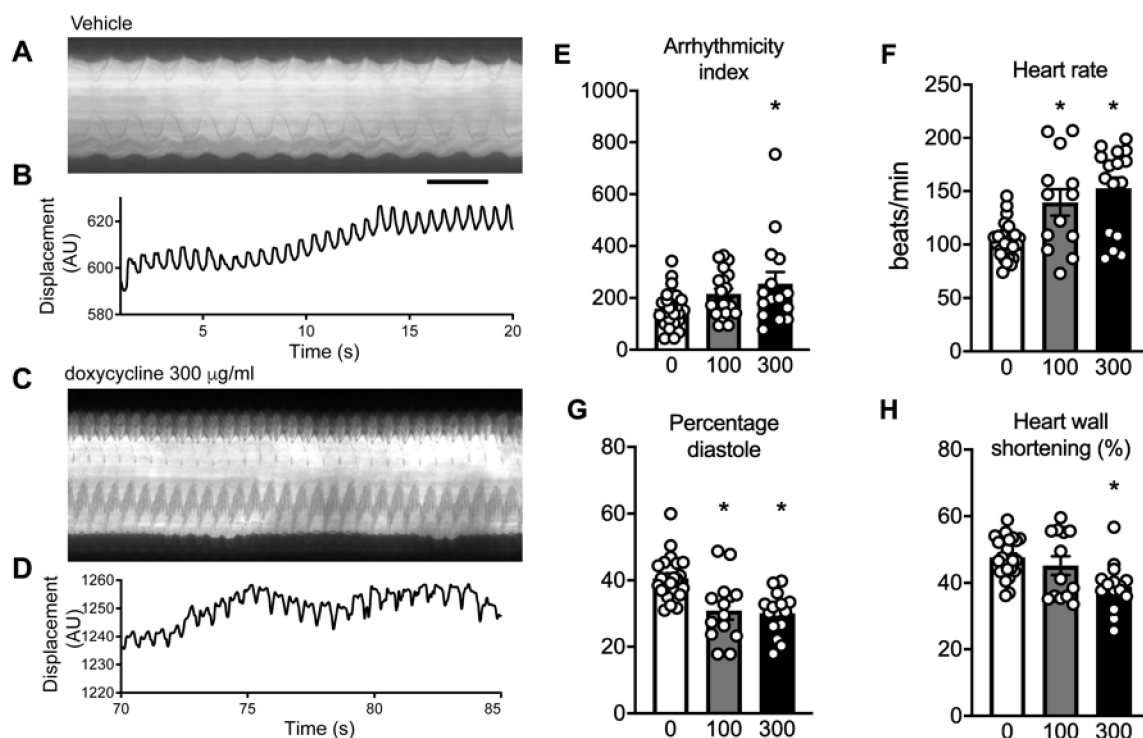 Vehicle
A
B
Displacement
(AU)
620
600
580
5
10
15
20
Time (s)
C
doxycycline 300 μg/ml
D
Displacement
(AU)
1260
1250
1240
1230
1220
70
75
80
85
Time (s)
E
Arrhythmicity
index
1000
800
600
400
200
0
*
0
100
300
F
Heart rate
beats/min
250
200
150
100
50
0
*
*
0
100
300
G
Percentage
diastole
80
60
40
20
0
*
*
0
100
300
H
Heart wall
shortening (%)
80
60
40
20
0
*
0
100
300